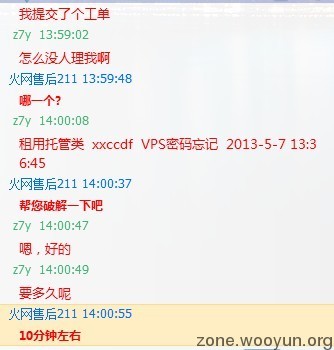 我提交了个工单
z7y 13:59:02
怎么没人理我啊
火网售后211 13:59:48
哪一个?
z7y 14:00:08
租用托管类 xxccdf VPS密码忘记 2013-5-7 13:3
6:45
火网售后211 14:00:37
帮您破解一下吧
z7y 14:00:47
嗯，好的
z7y 14:00:49
要多久呢
火网售后211 14:00:55
10分钟左右
zone.wooyun.org